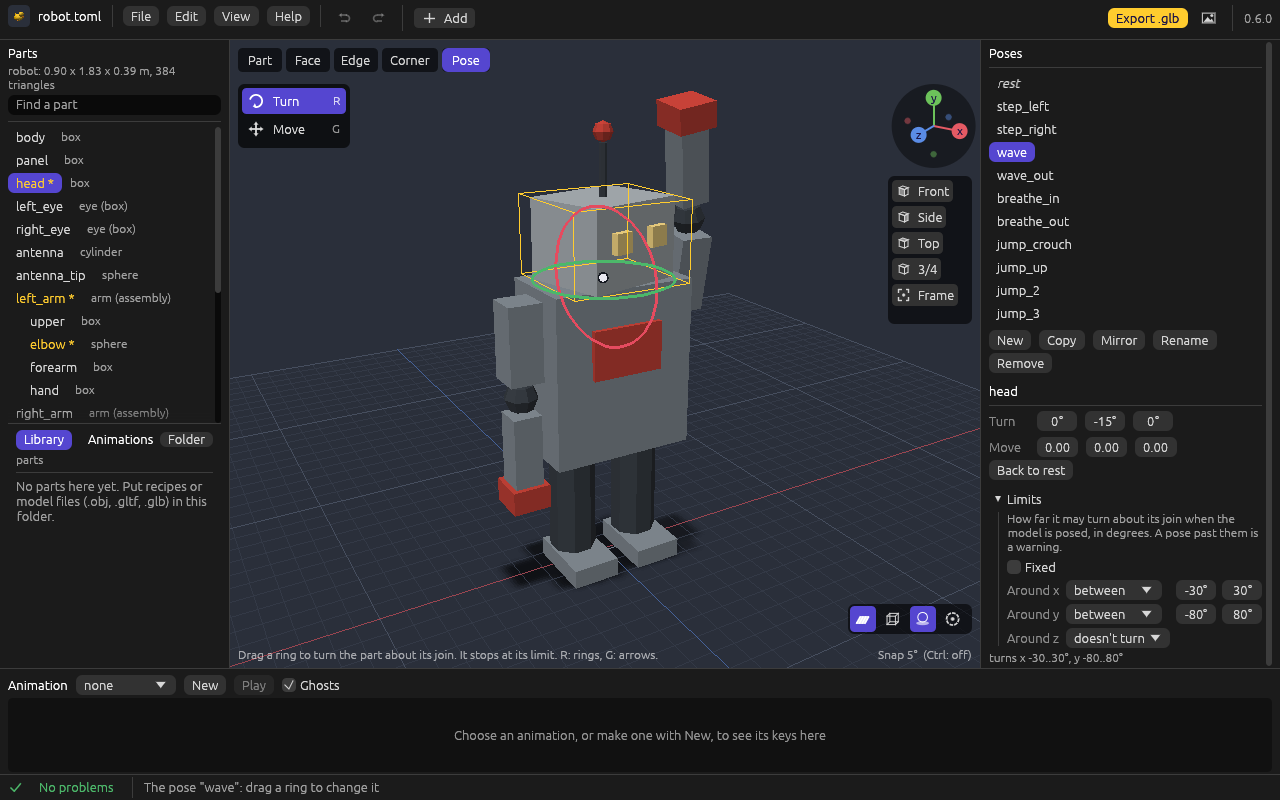 robot.toml File Edit View Help + Add Export .glb 0.6.0
Parts
robot: 0.90 x 1.83 x 0.39 m, 384
triangles
Find a part
body box
panel box
head * box
left_eye eye (box)
right_eye eye (box)
antenna cylinder
antenna_tip sphere
left_arm * arm (assembly)
upper box
elbow * sphere
forearm box
hand box
right_arm arm (assembly)
Library Animations Folder
parts
No parts here yet. Put recipes or
model files (.obj, .gltf, .glb) in this
folder.
Part Face Edge Corner Pose
Turn R
Move G
y
z x
Front
Side
Top
3/4
Frame
Drag a ring to turn the part about its join. It stops at its limit. R: rings, G: arrows.
Snap 5° (Ctrl: off)
Poses
rest
step_left
step_right
wave
wave_out
breathe_in
breathe_out
jump_crouch
jump_up
jump_2
jump_3
New Copy Mirror Rename
Remove
head
Turn 0° -15° 0°
Move 0.00 0.00 0.00
Back to rest
Limits
How far it may turn about its join when the
model is posed, in degrees. A pose past them is
a warning.
Fixed
Around x between -30° 30°
Around y between -80° 80°
Around z doesn't turn
turns x -30..30°, y -80..80°
Animation none New Play Ghosts
Choose an animation, or make one with New, to see its keys here
No problems The pose "wave": drag a ring to change it